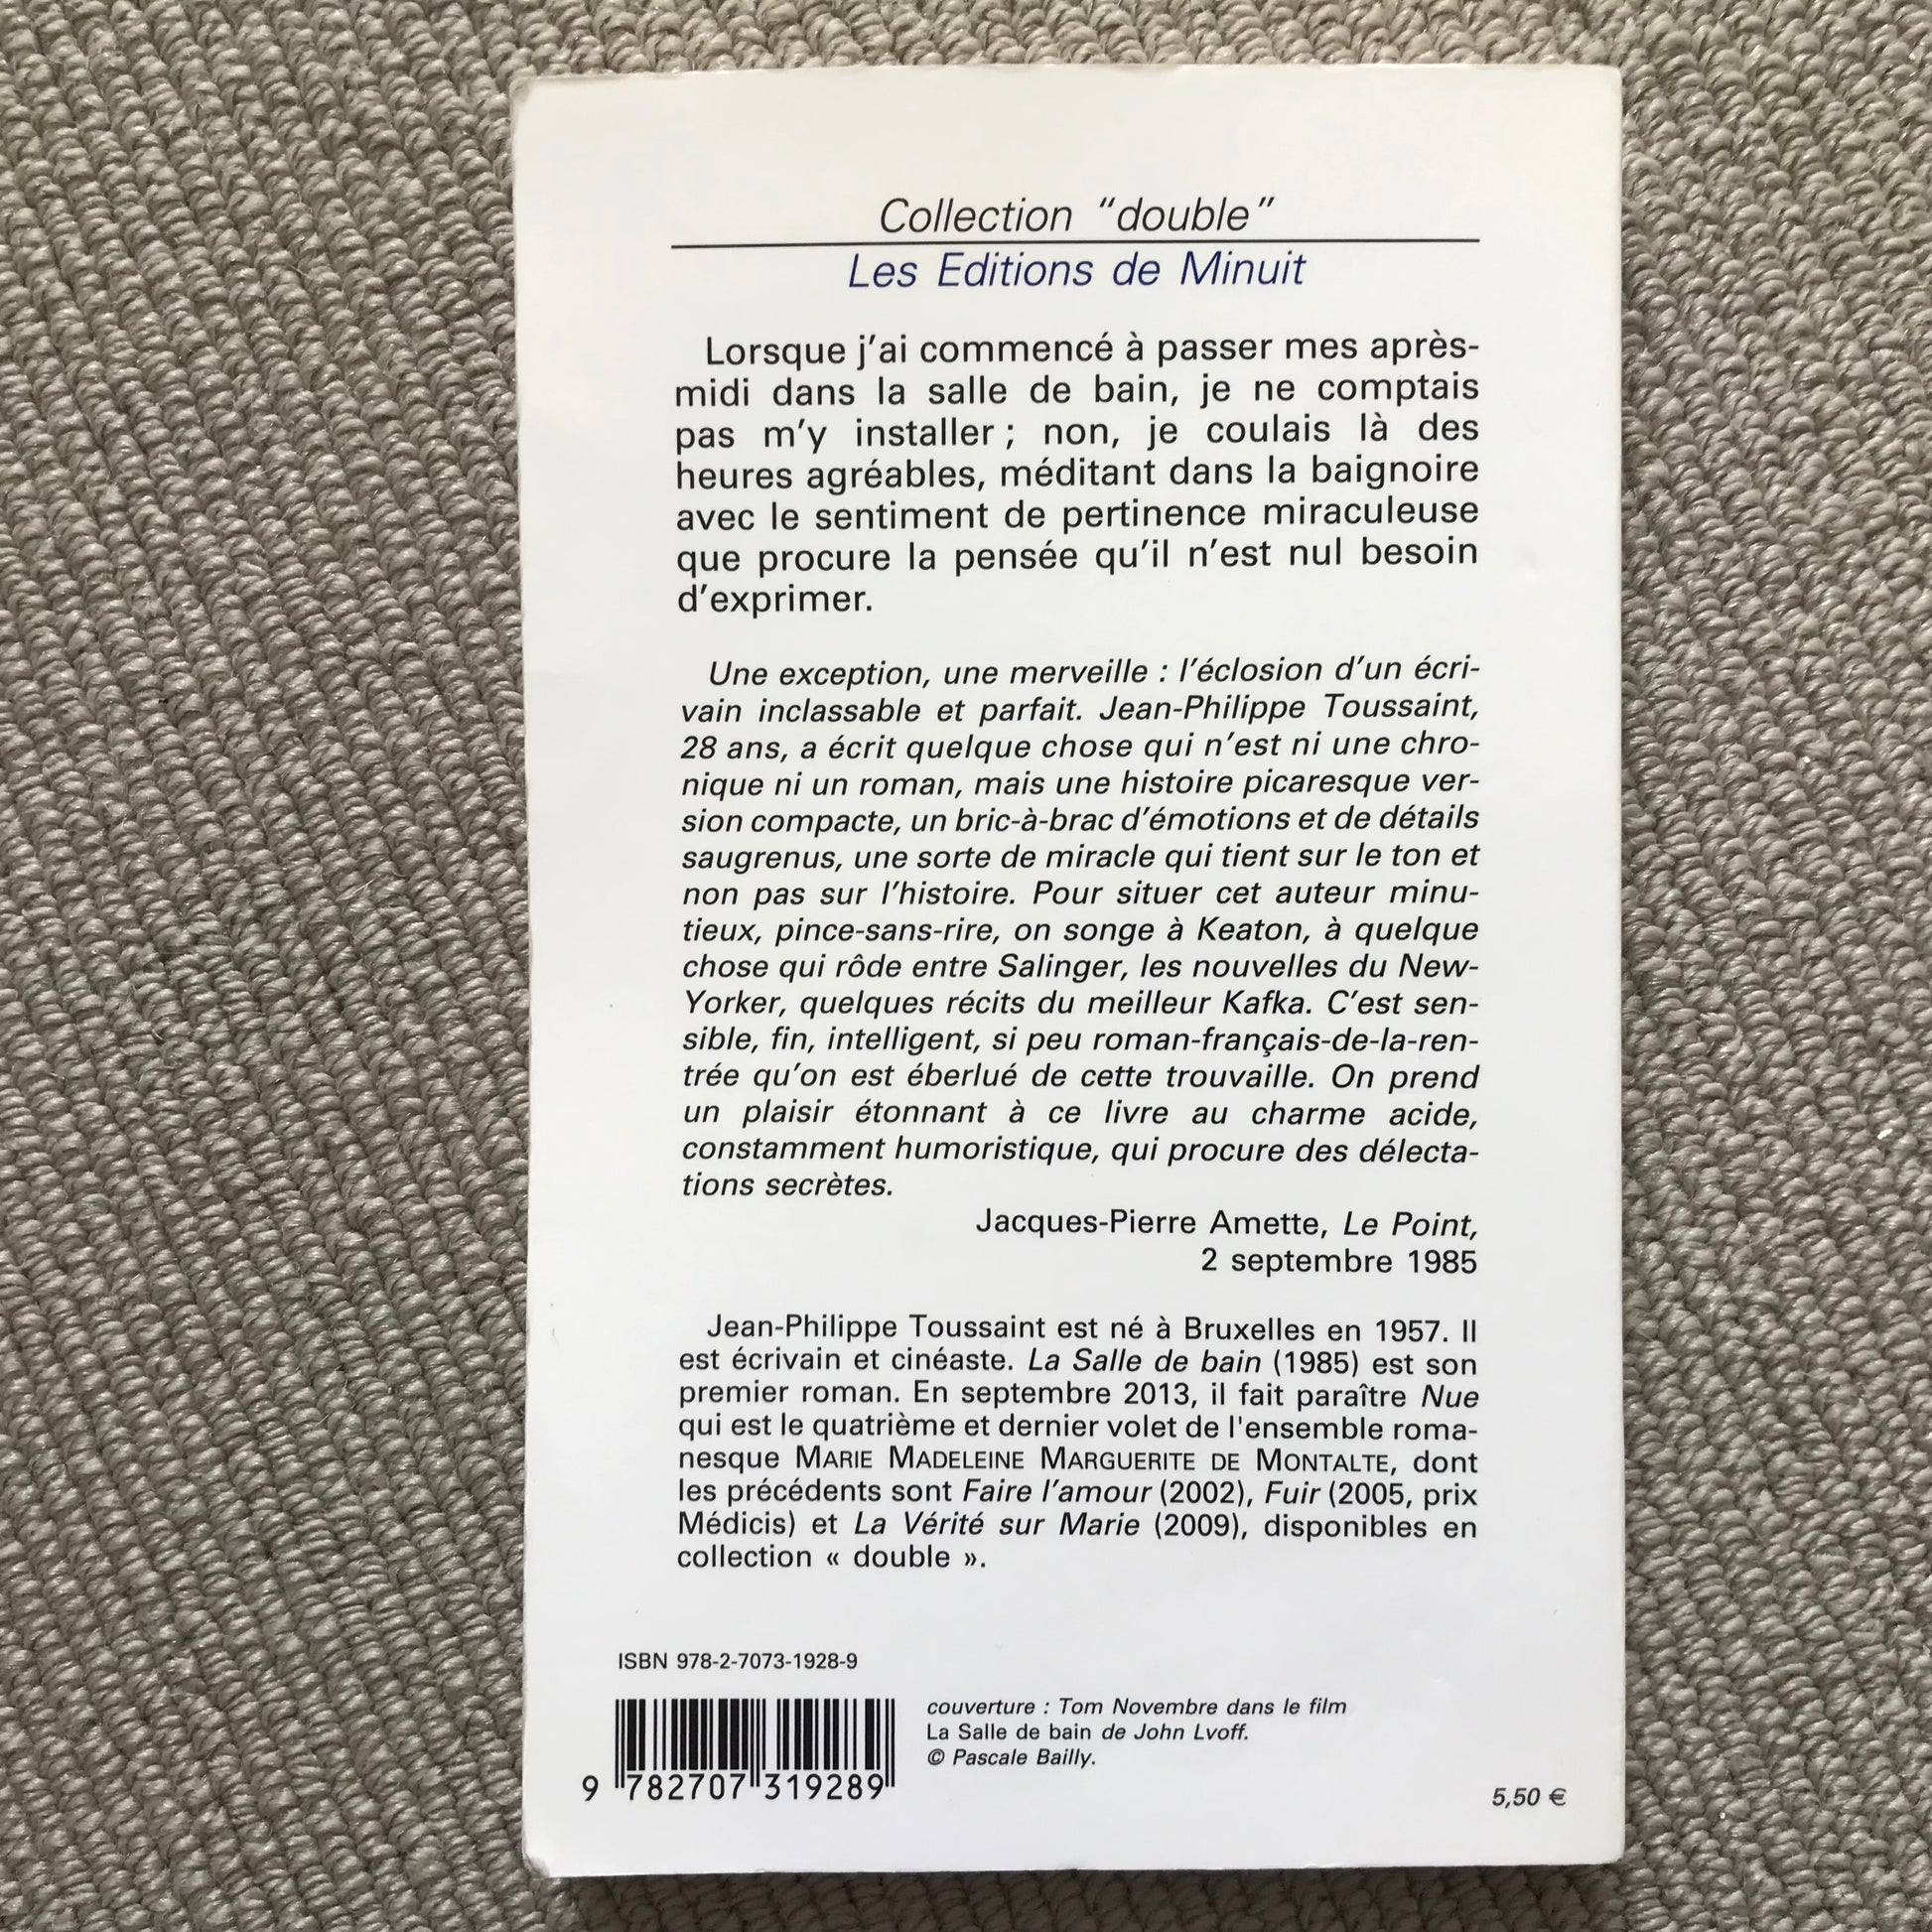 Collection “double”
Les Editions de Minuit
Lorsque j’ai commencé à passer mes après-
midi dans la salle de bain, je ne comptais
pas m’y installer ; non, je coulais là des
heures agréables, méditant dans la baignoire
avec le sentiment de pertinence miraculeuse
que procure la pensée qu’il n’est nul besoin
d’exprimer.
Une exception, une merveille : l’éclosion d’un écri-
vain inclassable et parfait. Jean-Philippe Toussaint,
28 ans, a écrit quelque chose qui n’est ni une chro-
nique ni un roman, mais une histoire picaresque ver-
sion compacte, un bric-à-brac d’émotions et de détails
saugrenus, une sorte de miracle qui tient sur le ton et
non pas sur l’histoire. Pour situer cet auteur minu-
tieux, pince-sans-rire, on songe à Keaton, à quelque
chose qui rôde entre Salinger, les nouvelles du New-
Yorker, quelques récits du meilleur Kafka. C’est sen-
sible, fin, intelligent, si peu roman-français-de-la-ren-
trée qu’on est éberlué de cette trouvaille. On prend
un plaisir étonnant à ce livre au charme acide,
constamment humoristique, qui procure des délecta-
tions secrètes.
Jacques-Pierre Amette, Le Point,
2 septembre 1985
Jean-Philippe Toussaint est né à Bruxelles en 1957. Il
est écrivain et cinéaste. La Salle de bain (1985) est son
premier roman. En septembre 2013, il fait paraître Nue
qui est le quatrième et dernier volet de l'ensemble roma-
nesque MARIE MADELEINE MARGUERITE DE MONTALTE, dont
les précédents sont Faire l’amour (2002), Fuir (2005, prix
Médicis) et La Vérité sur Marie (2009), disponibles en
collection « double ».
ISBN 978-2-7073-1928-9
couverture : Tom Novembre dans le film
La Salle de bain de John Lvoff.
© Pascale Bailly.
9 782707 319289
5,50 €